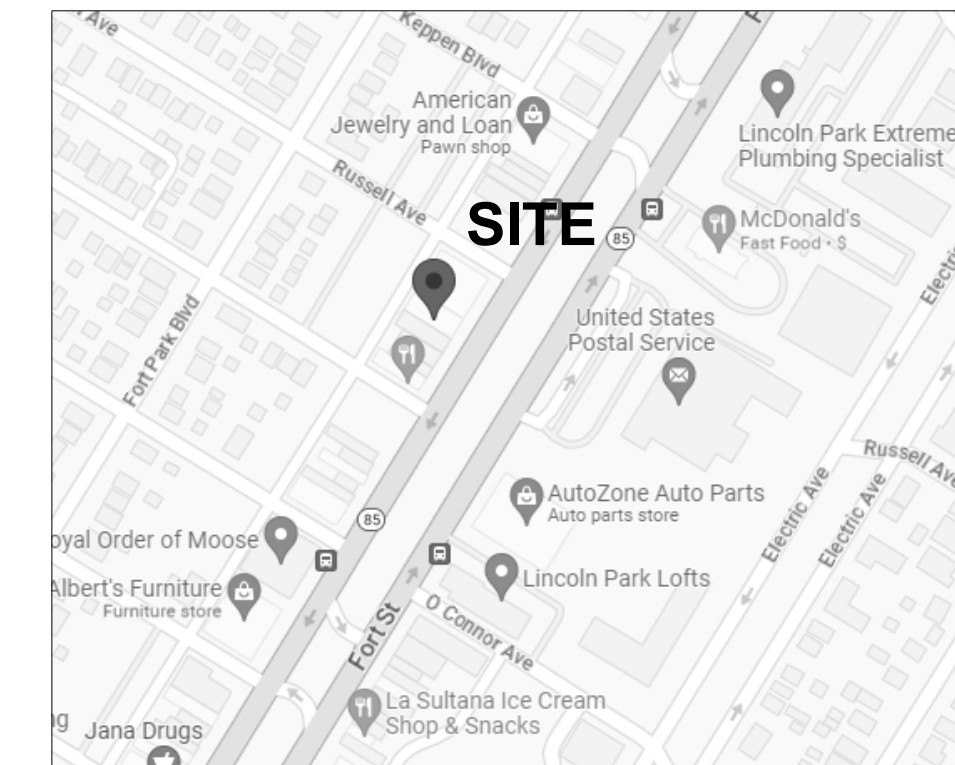 Ave
Keppen Blvd
American
Jewelry and Loan
Pawn shop
Lincoln Park Extreme
Plumbing Specialist
Russell Ave
SITE
85
McDonald's
Fast Food • $
Electric
United States
Postal Service
Fort Park Blvd
Russell Ave
AutoZone Auto Parts
Auto parts store
Electric Ave
Electric Ave
85
oyal Order of Moose
Albert's Furniture
Furniture store
Lincoln Park Lofts
O Connor Ave
Fort St
La Sultana Ice Cream
Shop & Snacks
ng
Jana Drugs